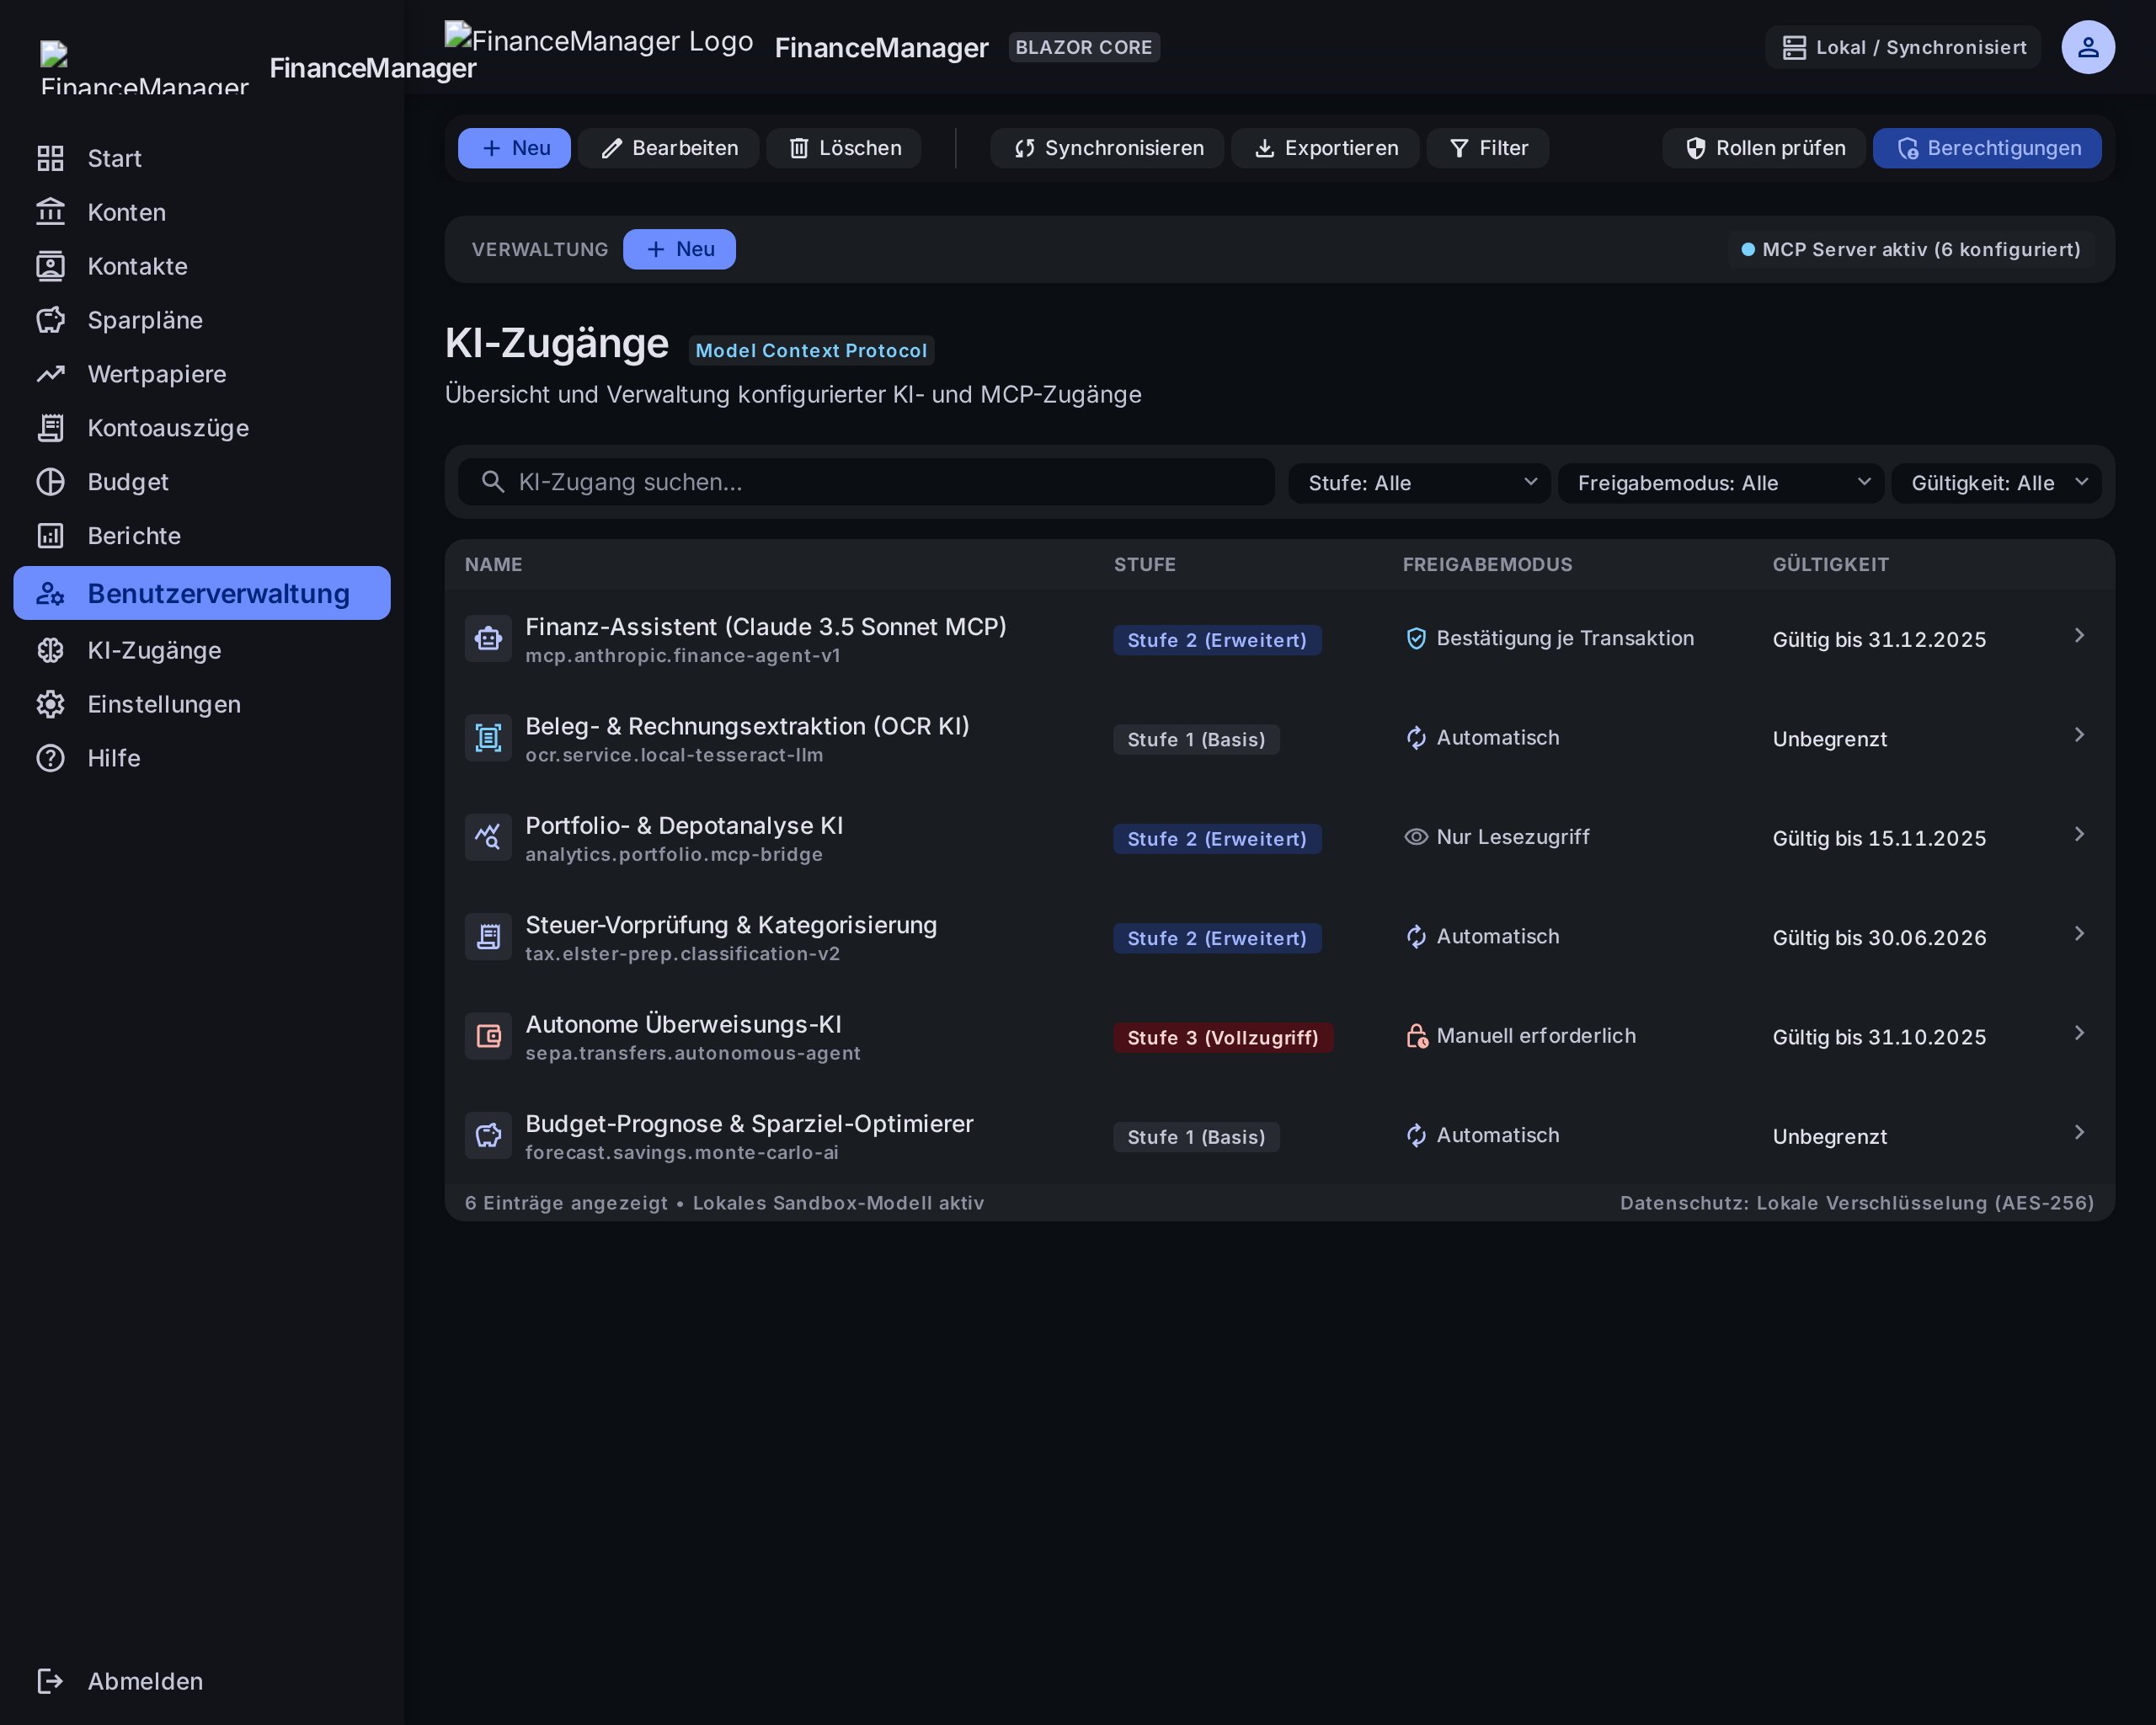 FinanceManager
FinanceManager
FinanceManager Logo
FinanceManager
BLAZOR CORE
Lokal / Synchronisiert
Start
Konten
Kontakte
Sparpläne
Wertpapiere
Kontoauszüge
Budget
Berichte
Benutzerverwaltung
KI-Zugänge
Einstellungen
Hilfe
Abmelden
Neu
Bearbeiten
Löschen
Synchronisieren
Exportieren
Filter
Rollen prüfen
Berechtigungen
VERWALTUNG
Neu
MCP Server aktiv (6 konfiguriert)
KI-Zugänge
Model Context Protocol
Übersicht und Verwaltung konfigurierter KI- und MCP-Zugänge
KI-Zugang suchen...
Stufe: Alle
Freigabemodus: Alle
Gültigkeit: Alle
NAME
STUFE
FREIGABEMODUS
GÜLTIGKEIT
Finanz-Assistent (Claude 3.5 Sonnet MCP)
mcp.anthropic.finance-agent-v1
Stufe 2 (Erweitert)
Bestätigung je Transaktion
Gültig bis 31.12.2025
Beleg- & Rechnungsextraktion (OCR KI)
ocr.service.local-tesseract-llm
Stufe 1 (Basis)
Automatisch
Unbegrenzt
Portfolio- & Depotanalyse KI
analytics.portfolio.mcp-bridge
Stufe 2 (Erweitert)
Nur Lesezugriff
Gültig bis 15.11.2025
Steuer-Vorprüfung & Kategorisierung
tax.elster-prep.classification-v2
Stufe 2 (Erweitert)
Automatisch
Gültig bis 30.06.2026
Autonome Überweisungs-KI
sepa.transfers.autonomous-agent
Stufe 3 (Vollzugriff)
Manuell erforderlich
Gültig bis 31.10.2025
Budget-Prognose & Sparziel-Optimierer
forecast.savings.monte-carlo-ai
Stufe 1 (Basis)
Automatisch
Unbegrenzt
6 Einträge angezeigt • Lokales Sandbox-Modell aktiv
Datenschutz: Lokale Verschlüsselung (AES-256)